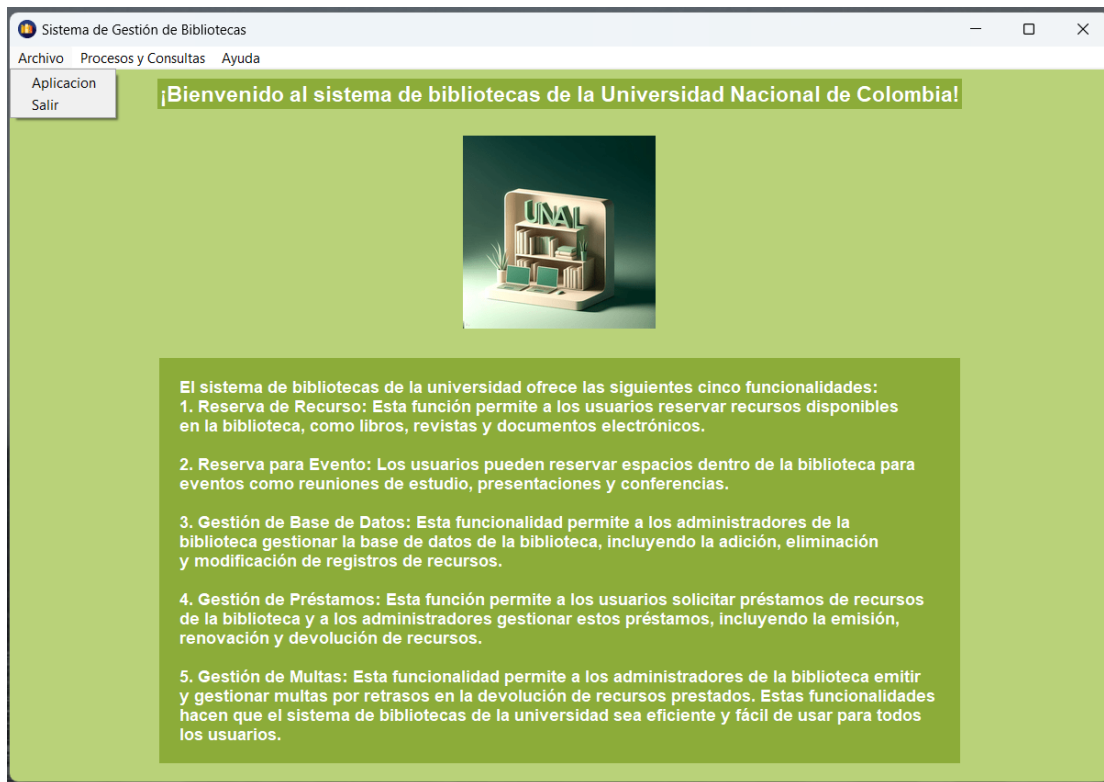 Sistema de Gestión de Bibliotecas
Archivo Procesos y Consultas Ayuda
Aplicacion
Salir
¡Bienvenido al sistema de bibliotecas de la Universidad Nacional de Colombia!
UNAL
El sistema de bibliotecas de la universidad ofrece las siguientes cinco funcionalidades:
1. Reserva de Recurso: Esta función permite a los usuarios reservar recursos disponibles
en la biblioteca, como libros, revistas y documentos electrónicos.
2. Reserva para Evento: Los usuarios pueden reservar espacios dentro de la biblioteca para
eventos como reuniones de estudio, presentaciones y conferencias.
3. Gestión de Base de Datos: Esta funcionalidad permite a los administradores de la
biblioteca gestionar la base de datos de la biblioteca, incluyendo la adición, eliminación
y modificación de registros de recursos.
4. Gestión de Préstamos: Esta función permite a los usuarios solicitar préstamos de recursos
de la biblioteca y a los administradores gestionar estos préstamos, incluyendo la emisión,
renovación y devolución de recursos.
5. Gestión de Multas: Esta funcionalidad permite a los administradores de la biblioteca emitir
y gestionar multas por retrasos en la devolución de recursos prestados. Estas funcionalidades
hacen que el sistema de bibliotecas de la universidad sea eficiente y fácil de usar para todos
los usuarios.